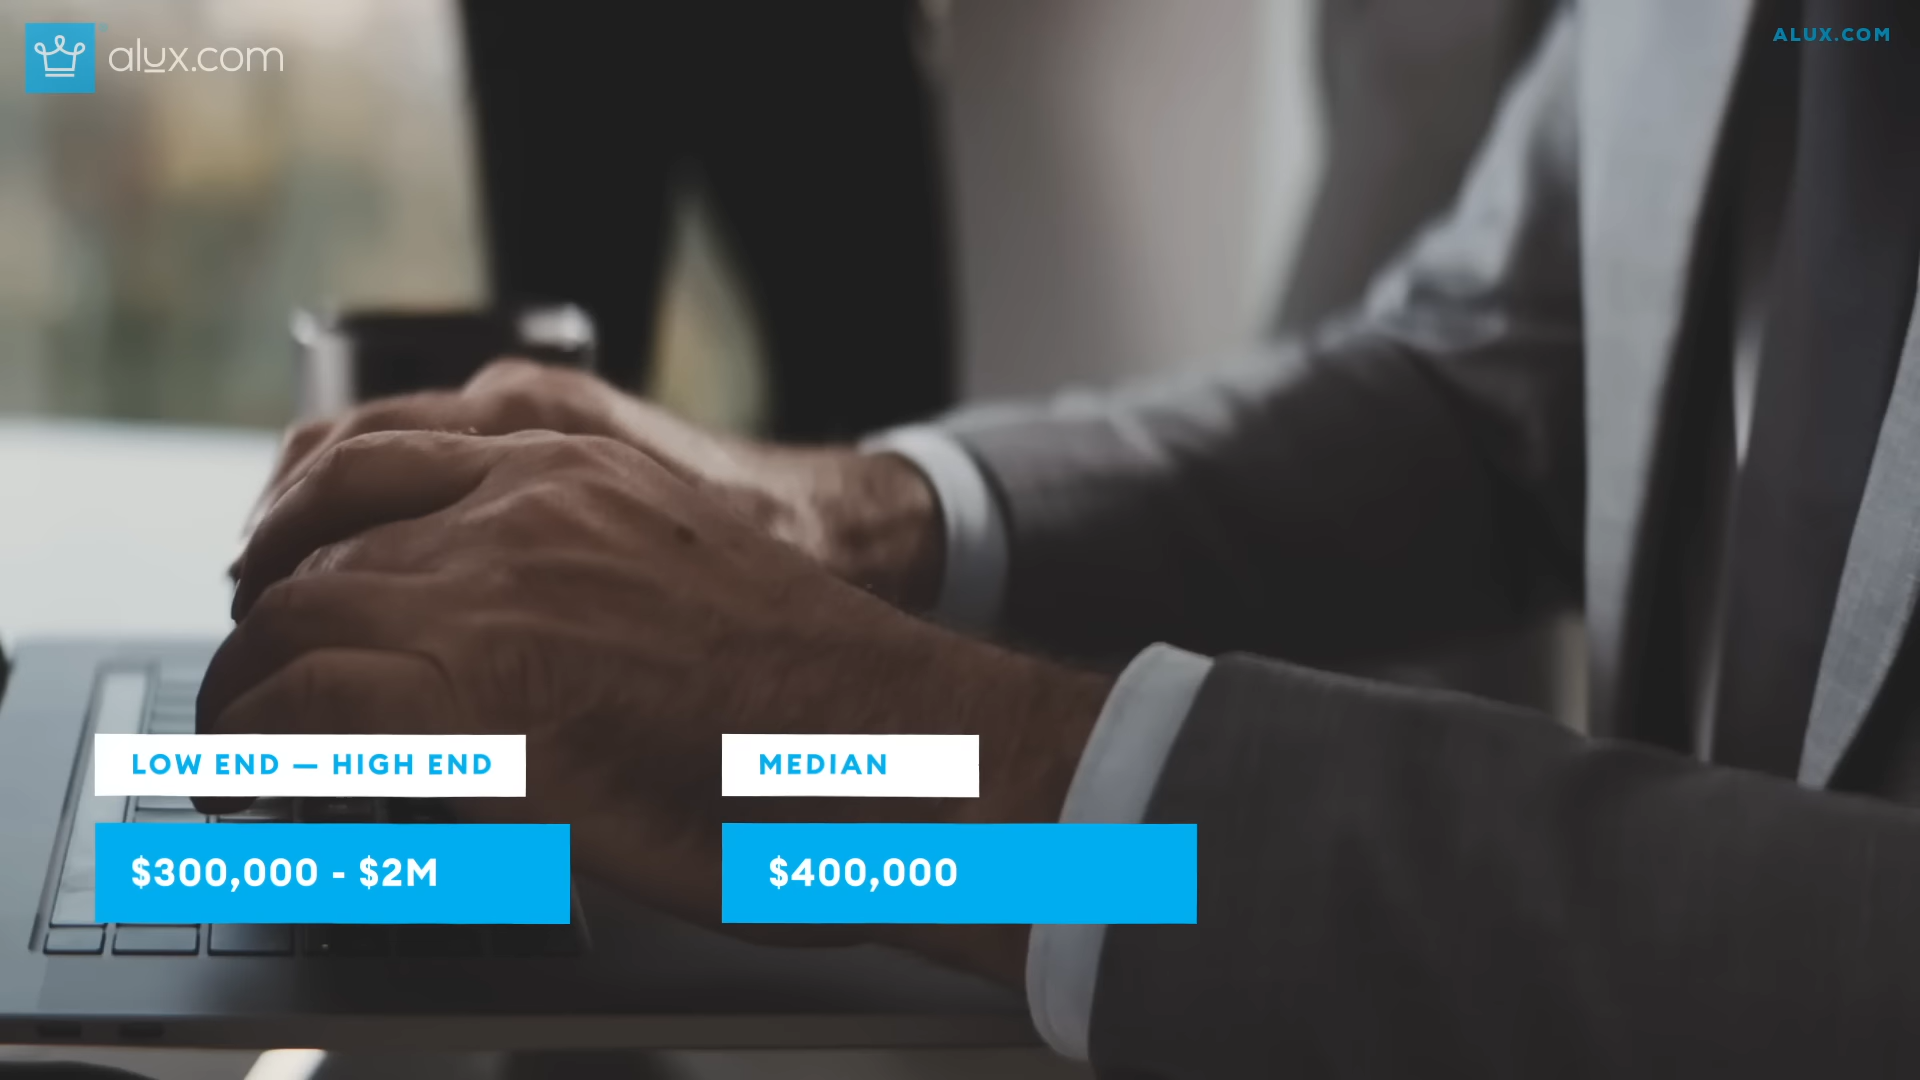 alux.com
ALUX.COM
LOW END — HIGH END
MEDIAN
$300,000 - $2M
$400,000